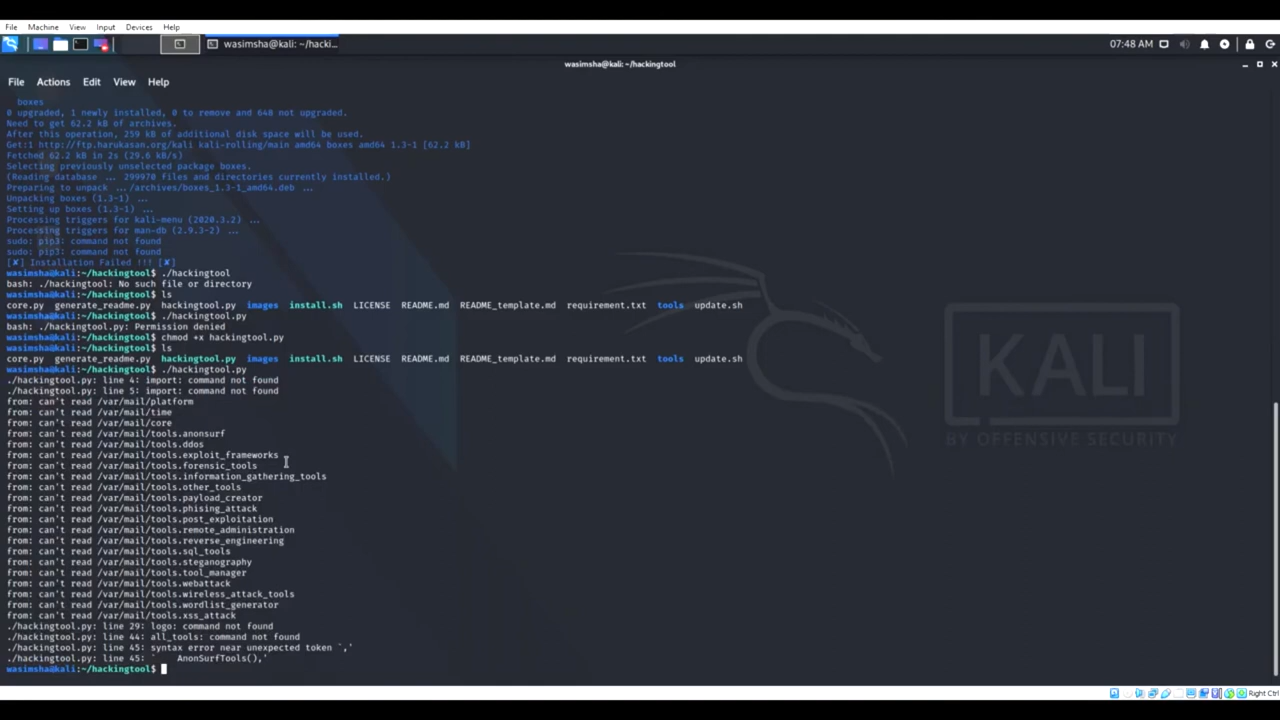 File Machine View Input Devices Help
wasimsha@kali: ~/hacki... 07:48 AM
wasimsha@kali: ~/hackingtool
File Actions Edit View Help
boxes
0 upgraded, 1 newly installed, 0 to remove and 648 not upgraded.
Need to get 62.2 kB of archives.
After this operation, 259 kB of additional disk space will be used.
Get:1 http://ftp.harukasan.org/kali kali-rolling/main amd64 boxes amd64 1.3-1 [62.2 kB]
Fetched 62.2 kB in 2s (29.6 kB/s)
Selecting previously unselected package boxes.
(Reading database ... 299970 files and directories currently installed.)
Preparing to unpack .../archives/boxes_1.3-1_amd64.deb ...
Unpacking boxes (1.3-1) ...
Setting up boxes (1.3-1) ...
Processing triggers for kali-menu (2020.3.2) ...
Processing triggers for man-db (2.9.3-2) ...
sudo: pip3: command not found
sudo: pip3: command not found
[✘] Installation Failed !!! [✘]
wasimsha@kali:~/hackingtool$ ./hackingtool
bash: ./hackingtool: No such file or directory
wasimsha@kali:~/hackingtool$ ls
core.py generate_readme.py hackingtool.py images install.sh LICENSE README.md README_template.md requirement.txt tools update.sh
wasimsha@kali:~/hackingtool$ ./hackingtool.py
bash: ./hackingtool.py: Permission denied
wasimsha@kali:~/hackingtool$ chmod +x hackingtool.py
wasimsha@kali:~/hackingtool$ ls
core.py generate_readme.py hackingtool.py images install.sh LICENSE README.md README_template.md requirement.txt tools update.sh
wasimsha@kali:~/hackingtool$ ./hackingtool.py
./hackingtool.py: line 4: import: command not found
./hackingtool.py: line 5: import: command not found
from: can't read /var/mail/platform
from: can't read /var/mail/time
from: can't read /var/mail/core
from: can't read /var/mail/tools.anonsurf
from: can't read /var/mail/tools.ddos
from: can't read /var/mail/tools.exploit_frameworks
from: can't read /var/mail/tools.forensic_tools
from: can't read /var/mail/tools.information_gathering_tools
from: can't read /var/mail/tools.other_tools
from: can't read /var/mail/tools.payload_creator
from: can't read /var/mail/tools.phising_attack
from: can't read /var/mail/tools.post_exploitation
from: can't read /var/mail/tools.remote_administration
from: can't read /var/mail/tools.reverse_engineering
from: can't read /var/mail/tools.sql_tools
from: can't read /var/mail/tools.steganography
from: can't read /var/mail/tools.tool_manager
from: can't read /var/mail/tools.webattack
from: can't read /var/mail/tools.wireless_attack_tools
from: can't read /var/mail/tools.wordlist_generator
from: can't read /var/mail/tools.xss_attack
./hackingtool.py: line 29: logo: command not found
./hackingtool.py: line 44: all_tools: command not found
./hackingtool.py: line 45: syntax error near unexpected token `,'
./hackingtool.py: line 45: `    AnonSurfTools(),'
wasimsha@kali:~/hackingtool$
KALI
BY OFFENSIVE SECURITY
Right Ctrl